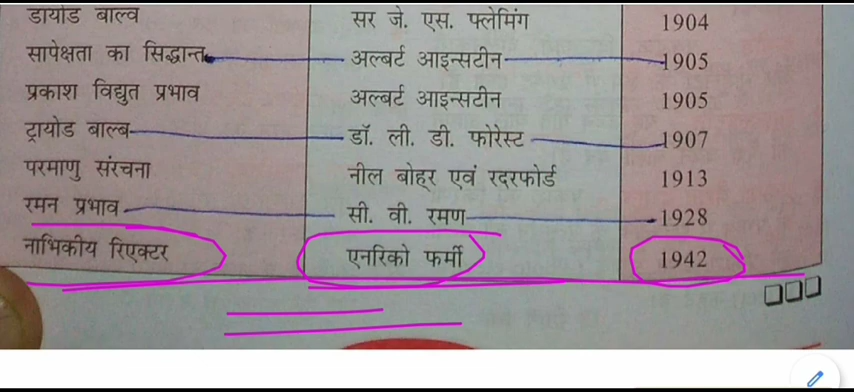 डायोड बाल्व सर जे. एस. फ्लेमिंग 1904
सापेक्षता का सिद्धान्त अल्बर्ट आइन्सटीन 1905
प्रकाश विद्युत प्रभाव अल्बर्ट आइन्सटीन 1905
ट्रायोड बाल्ब डॉ. ली. डी. फोरेस्ट 1907
परमाणु संरचना नील बोहर एवं रदरफोर्ड 1913
रमन प्रभाव सी. वी. रमण 1928
नाभिकीय रिएक्टर एनरिको फर्मी 1942